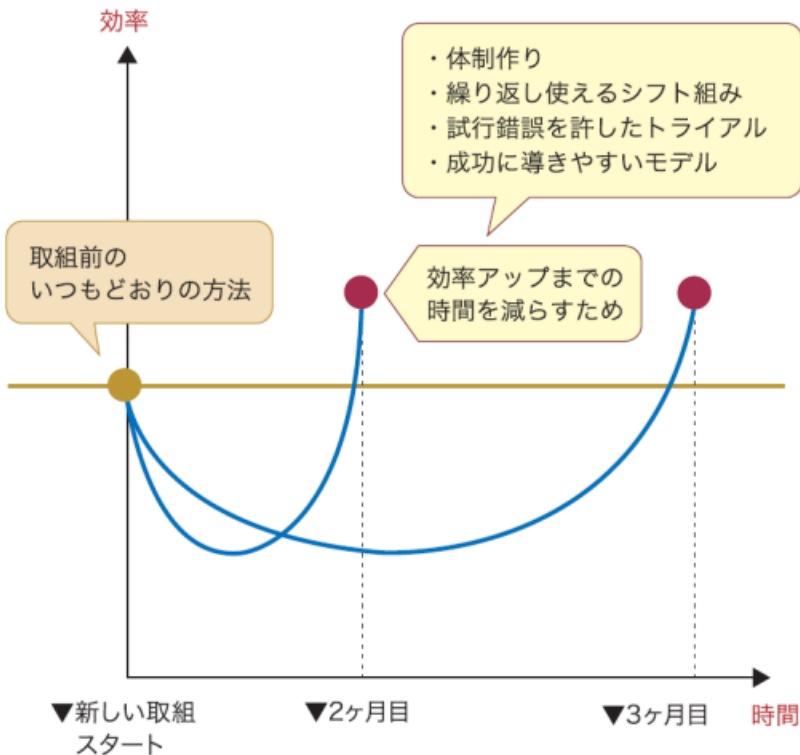 効率
・体制作り
・繰り返し使えるシフト組み
・試行錯誤を許したトライアル
・成功に導きやすいモデル
取組前の
いつもどおりの方法
効率アップまでの
時間を減らすため
▼新しい取組
スタート
▼2ヶ月目
▼3ヶ月目
時間